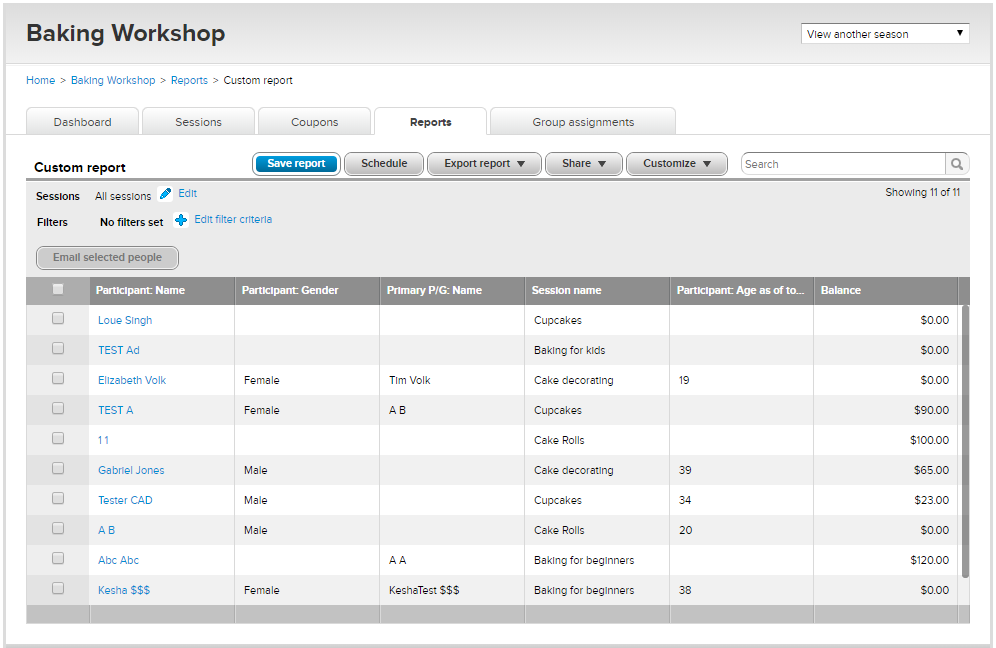 Baking Workshop
View another season
Home > Baking Workshop > Reports > Custom report
Dashboard Sessions Coupons Reports Group assignments
Custom report Save report Schedule Export report Share Customize Search
Sessions All sessions Edit Showing 11 of 11
Filters No filters set Edit filter criteria
Email selected people
Participant: Name Participant: Gender Primary P/G: Name Session name Participant: Age as of to... Balance
Loue Singh Cupcakes $0.00
TEST Ad Baking for kids $0.00
Elizabeth Volk Female Tim Volk Cake decorating 19 $0.00
TEST A Female A B Cupcakes $90.00
1 1 Cake Rolls $100.00
Gabriel Jones Male Cake decorating 39 $65.00
Tester CAD Male Cupcakes 34 $23.00
A B Male Cake Rolls 20 $0.00
Abc Abc A A Baking for beginners $120.00
Kesha $$$ Female KeshaTest $$$ Baking for beginners 38 $0.00